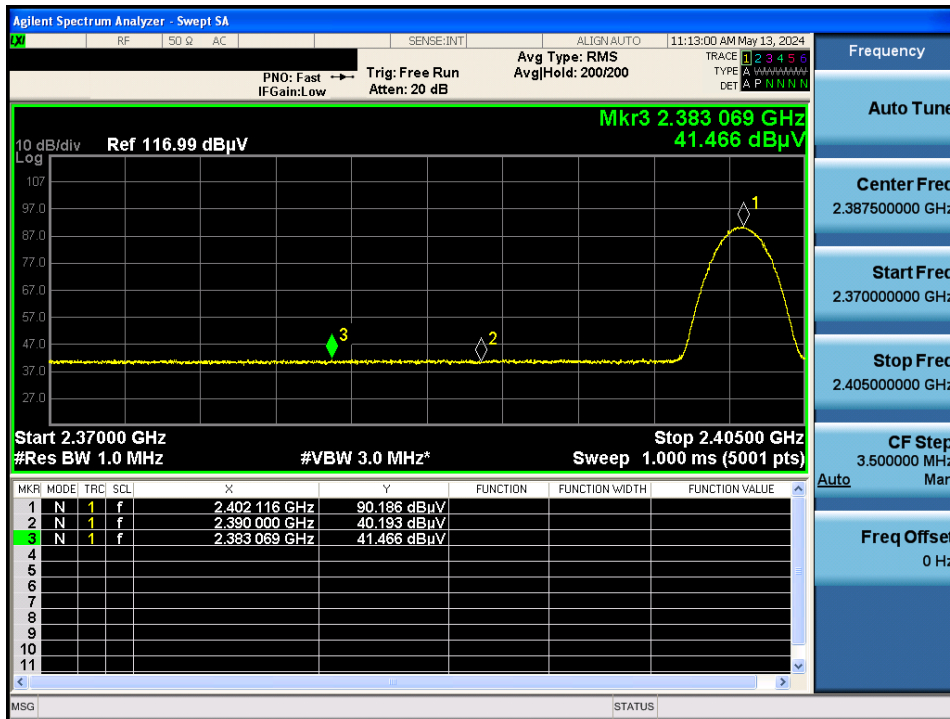 Agilent Spectrum Analyzer - Swept SA
LXI RF 50 Ω AC SENSE:INT ALIGN AUTO 11:13:00 AM May 13, 2024
Frequency
PNO: Fast
IFGain:Low
Trig: Free Run
Atten: 20 dB
Avg Type: RMS
Avg|Hold: 200/200
TRACE 1 2 3 4 5 6
TYPE A WWWWW
DET A P N N N N
Mkr3 2.383 069 GHz
41.466 dBµV
10 dB/div
Log
Ref 116.99 dBµV
107
97.0
87.0
77.0
67.0
57.0
47.0
37.0
27.0
1
2
3
Start 2.37000 GHz
Stop 2.40500 GHz
#Res BW 1.0 MHz
#VBW 3.0 MHz*
Sweep 1.000 ms (5001 pts)
MKR MODE TRC SCL X Y FUNCTION FUNCTION WIDTH FUNCTION VALUE
1 N 1 f 2.402 116 GHz 90.186 dBµV
2 N 1 f 2.390 000 GHz 40.193 dBµV
3 N 1 f 2.383 069 GHz 41.466 dBµV
4
5
6
7
8
9
10
11
MSG
STATUS
Auto Tune
Center Freq
2.387500000 GHz
Start Freq
2.370000000 GHz
Stop Freq
2.405000000 GHz
CF Step
3.500000 MHz
Auto Man
Freq Offset
0 Hz